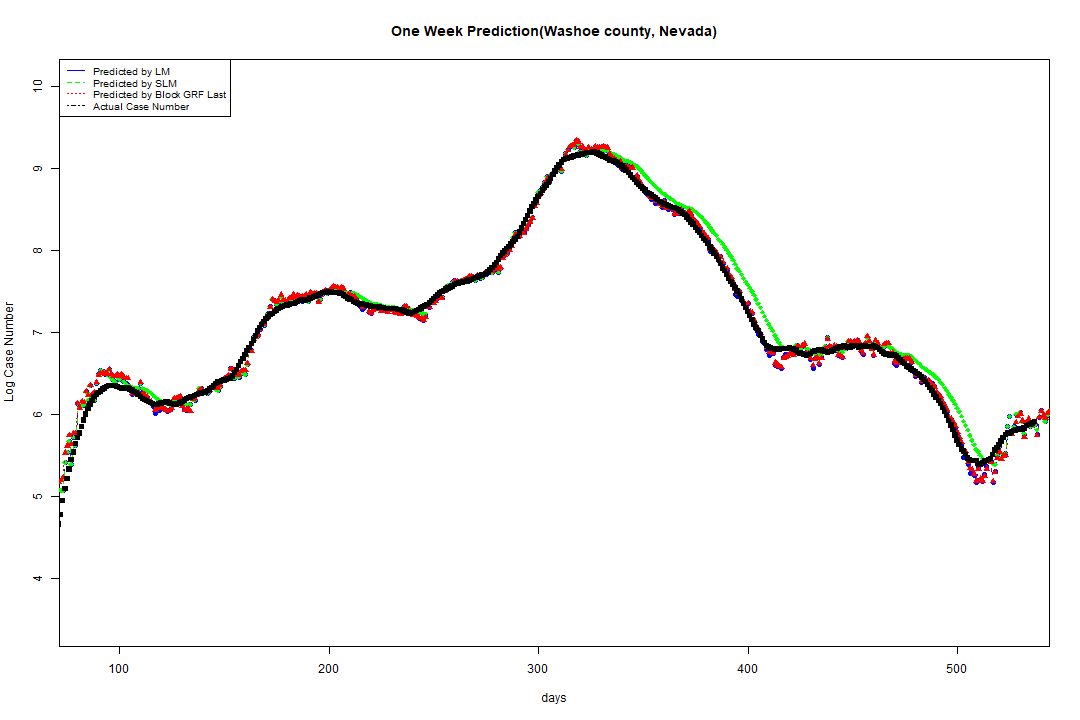 One Week Prediction(Washoe county, Nevada)
Predicted by LM
Predicted by SLM
Predicted by Block GRF Last
Actual Case Number
10
9
8
7
6
5
4
Log Case Number
100 200 300 400 500
days